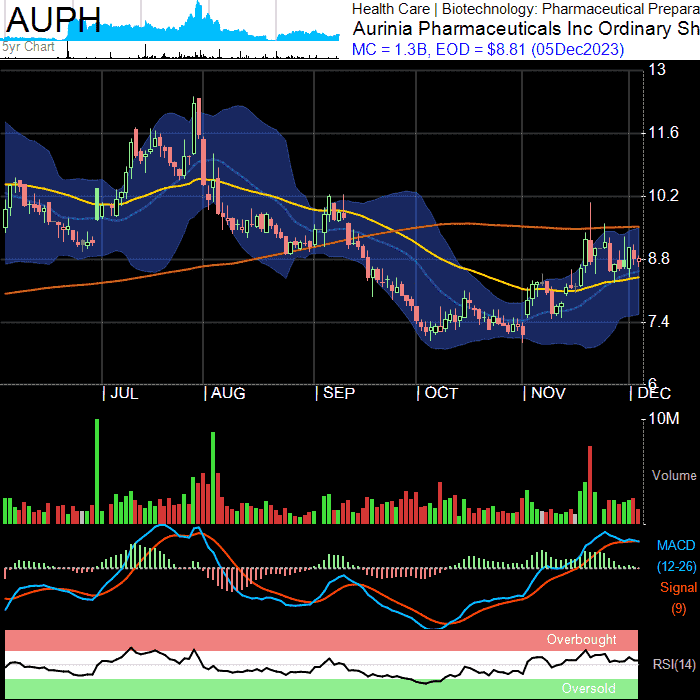 AUPH
5yr Chart
Health Care | Biotechnology: Pharmaceutical Prepara
Aurinia Pharmaceuticals Inc Ordinary Sh
MC = 1.3B, EOD = $8.81 (05Dec2023)
13
11.6
10.2
8.8
7.4
6
| JUL | AUG | SEP | OCT | NOV | DEC
10M
Volume
MACD
(12-26)
Signal
(9)
Overbought
RSI(14)
Oversold